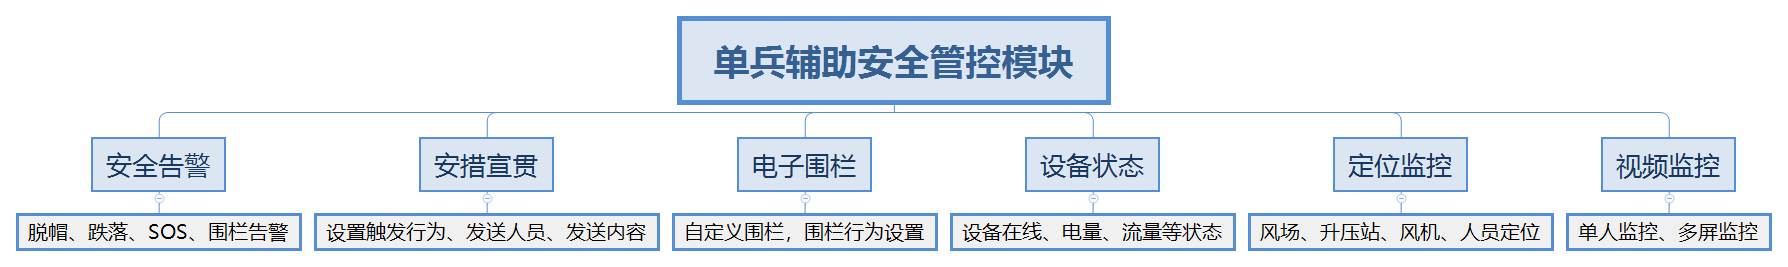 单兵辅助安全管控模块
安全告警
安措宣贯
电子围栏
设备状态
定位监控
视频监控
脱帽、跌落、SOS、围栏告警
设置触发行为、发送人员、发送内容
自定义围栏，围栏行为设置
设备在线、电量、流量等状态
风场、升压站、风机、人员定位
单人监控、多屏监控